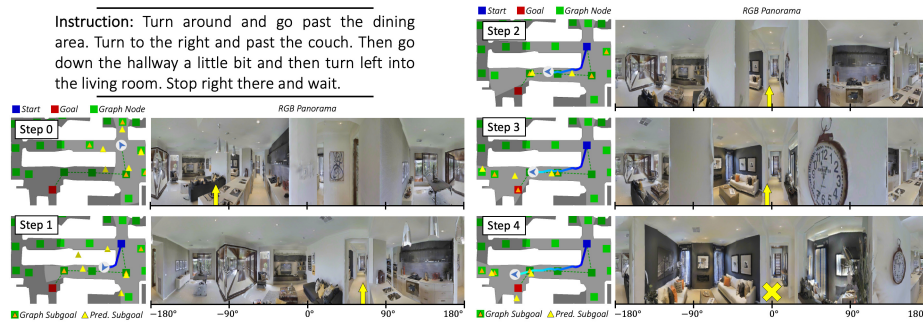 Instruction: Turn around and go past the dining
area. Turn to the right and past the couch. Then go
down the hallway a little bit and then turn left into
the living room. Stop right there and wait.
Start Goal Graph Node
RGB Panorama
Step 0
−180° −90° 0° 90° 180°
Step 1
Graph Subgoal Pred. Subgoal
Start Goal Graph Node
RGB Panorama
Step 2
Step 3
Step 4
Graph Subgoal Pred. Subgoal
−180° −90° 0° 90° 180°